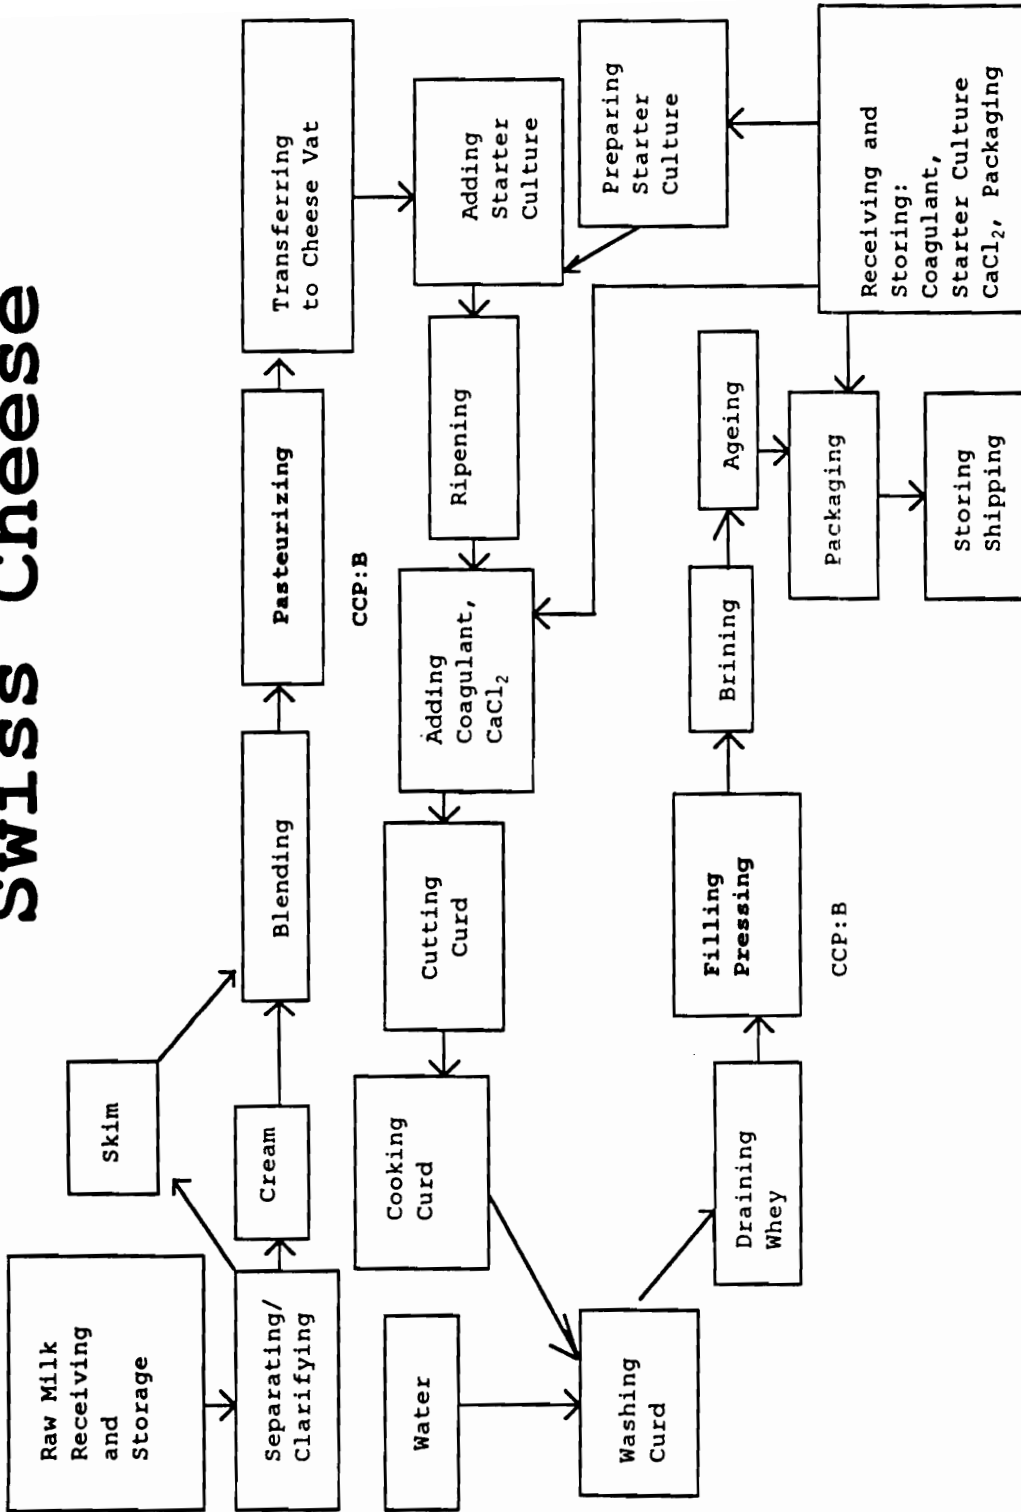 Swiss Cheese
Raw Milk
Receiving
and
Storage
Separating/
Clarifying
Skim
Cream
Blending
Pasteurizing
CCP:B
Transferring
to Cheese Vat
Adding
Starter
Culture
Preparing
Starter
Culture
Receiving and
Storing:
Coagulant,
Starter Culture
CaCl₂, Packaging
Ripening
Adding
Coagulant,
CaCl₂
Cutting
Curd
Cooking
Curd
Water
Washing
Curd
Draining
Whey
Filling
Pressing
CCP:B
Brining
Ageing
Packaging
Storing
Shipping